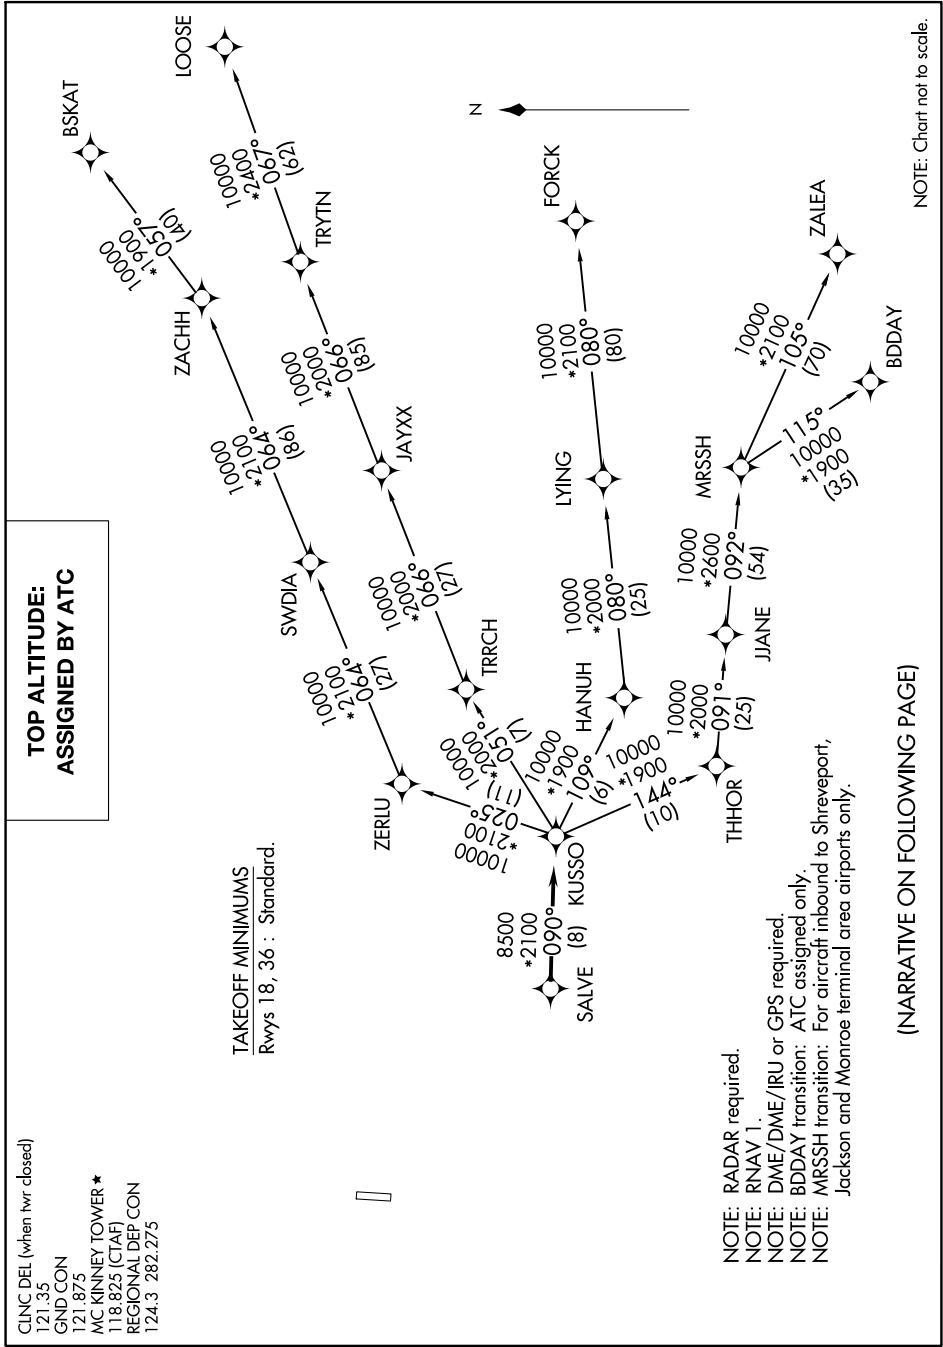 CLNC DEL (when twr closed)
121.35
GND CON
121.875
MC KINNEY TOWER ★
118.825 (CTAF)
REGIONAL DEP CON
124.3 282.275
TOP ALTITUDE:
ASSIGNED BY ATC
TAKEOFF MINIMUMS
Rwys 18, 36 : Standard.
BSKAT
10000
*1900
057°
(40)
ZACHH
10000
*2100
064°
(86)
SWDIA
10000
*2100
064°
(27)
ZERLU
10000
*2100
025°
(11)
LOOSE
10000
*2400
067°
(62)
TRYTN
10000
*2000
066°
(85)
JAYXX
10000
*2000
066°
(27)
TRRCH
10000
*2000
051°
(7)
N
FORCK
10000
*2100
080°
(80)
LYING
10000
*2000
080°
(25)
HANUH
10000
*1900
109°
(6)
SALVE
8500
*2100
090°
(8)
KUSSO
10000
*1900
144°
(10)
THHOR
10000
*2000
091°
(25)
JJANE
10000
*2600
092°
(54)
MRSSH
10000
*2100
105°
(70)
ZALEA
115°
10000
*1900
(35)
BDDAY
NOTE: RADAR required.
NOTE: RNAV 1.
NOTE: DME/DME/IRU or GPS required.
NOTE: BDDAY transition: ATC assigned only.
NOTE: MRSSH transition: For aircraft inbound to Shreveport,
Jackson and Monroe terminal area airports only.
(NARRATIVE ON FOLLOWING PAGE)
NOTE: Chart not to scale.